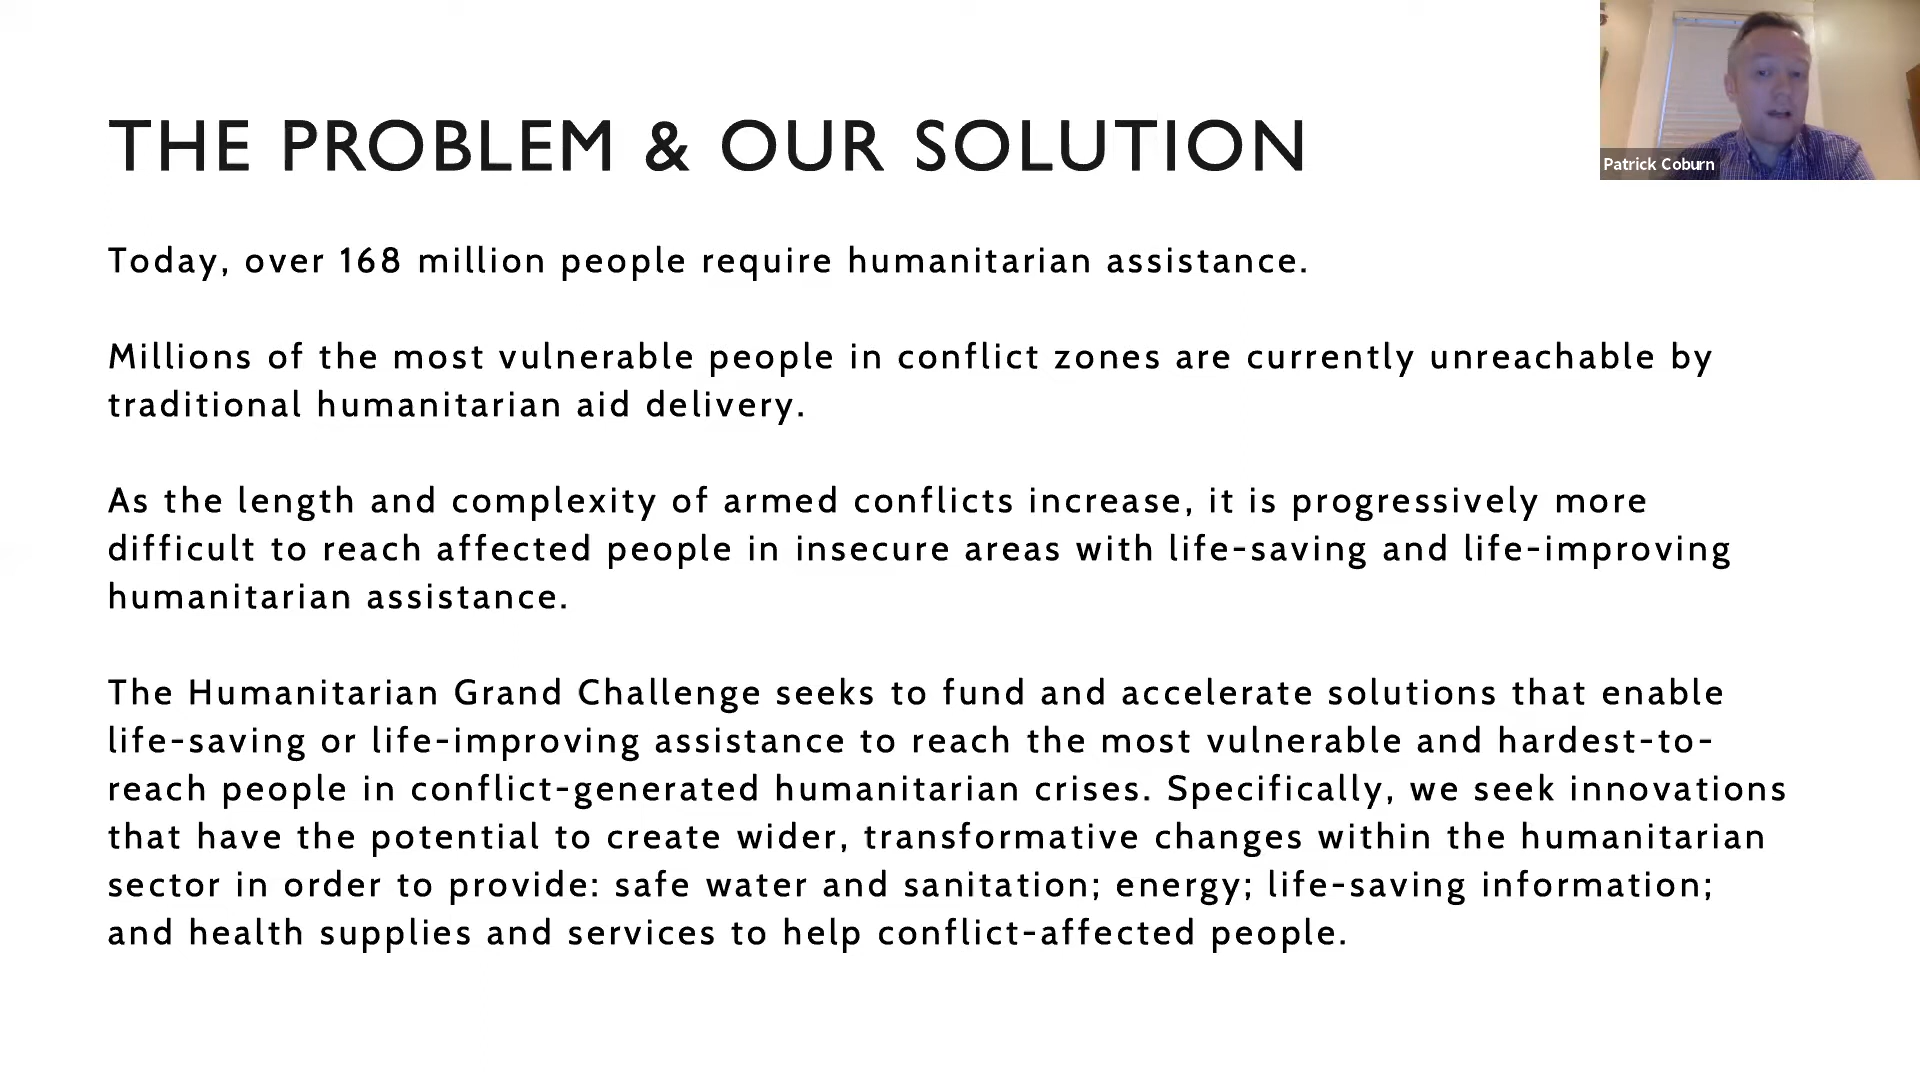 THE PROBLEM & OUR SOLUTION
Patrick Coburn
Today, over 168 million people require humanitarian assistance.
Millions of the most vulnerable people in conflict zones are currently unreachable by
traditional humanitarian aid delivery.
As the length and complexity of armed conflicts increase, it is progressively more
difficult to reach affected people in insecure areas with life-saving and life-improving
humanitarian assistance.
The Humanitarian Grand Challenge seeks to fund and accelerate solutions that enable
life-saving or life-improving assistance to reach the most vulnerable and hardest-to-
reach people in conflict-generated humanitarian crises. Specifically, we seek innovations
that have the potential to create wider, transformative changes within the humanitarian
sector in order to provide: safe water and sanitation; energy; life-saving information;
and health supplies and services to help conflict-affected people.